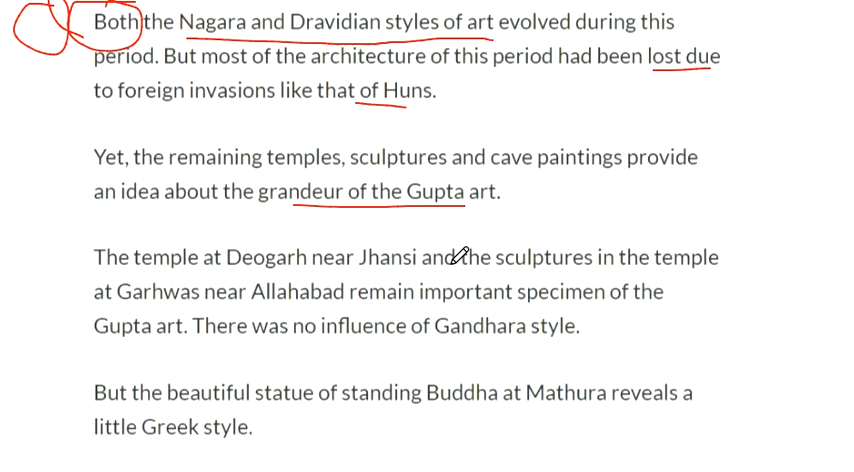 Both the Nagara and Dravidian styles of art evolved during this
period. But most of the architecture of this period had been lost due
to foreign invasions like that of Huns.
Yet, the remaining temples, sculptures and cave paintings provide
an idea about the grandeur of the Gupta art.
The temple at Deogarh near Jhansi and the sculptures in the temple
at Garhwas near Allahabad remain important specimen of the
Gupta art. There was no influence of Gandhara style.
But the beautiful statue of standing Buddha at Mathura reveals a
little Greek style.